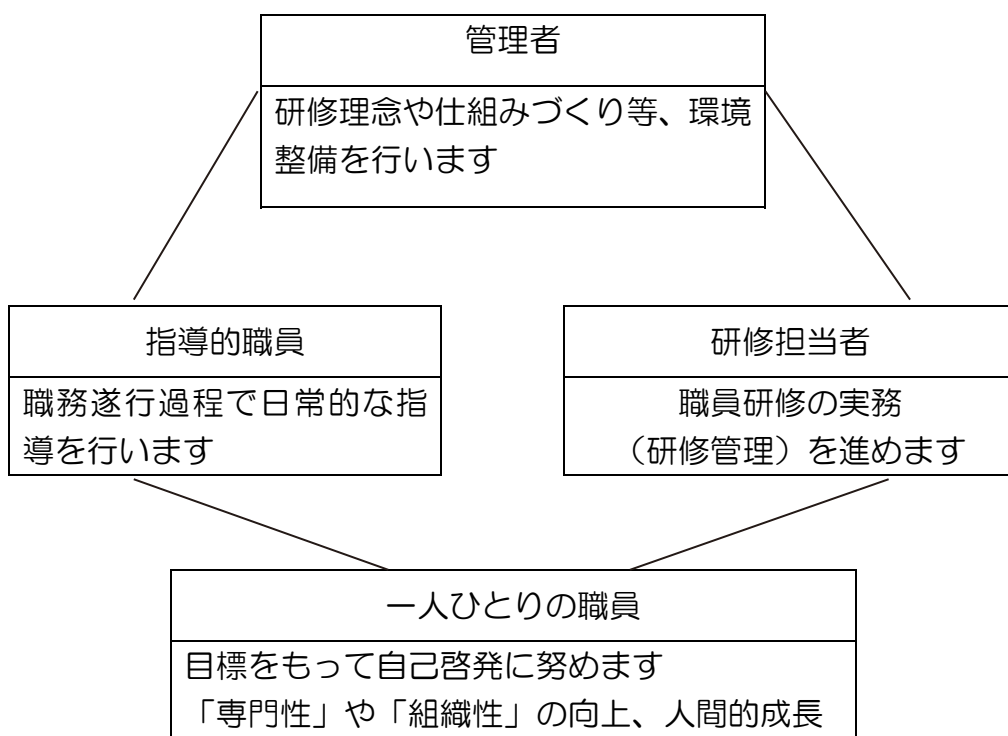 管理者
研修理念や仕組みづくり等、環境
整備を行います
指導的職員
職務遂行過程で日常的な指
導を行います
研修担当者
職員研修の実務
（研修管理）を進めます
一人ひとりの職員
目標をもって自己啓発に努めます
「専門性」や「組織性」の向上、人間的成長